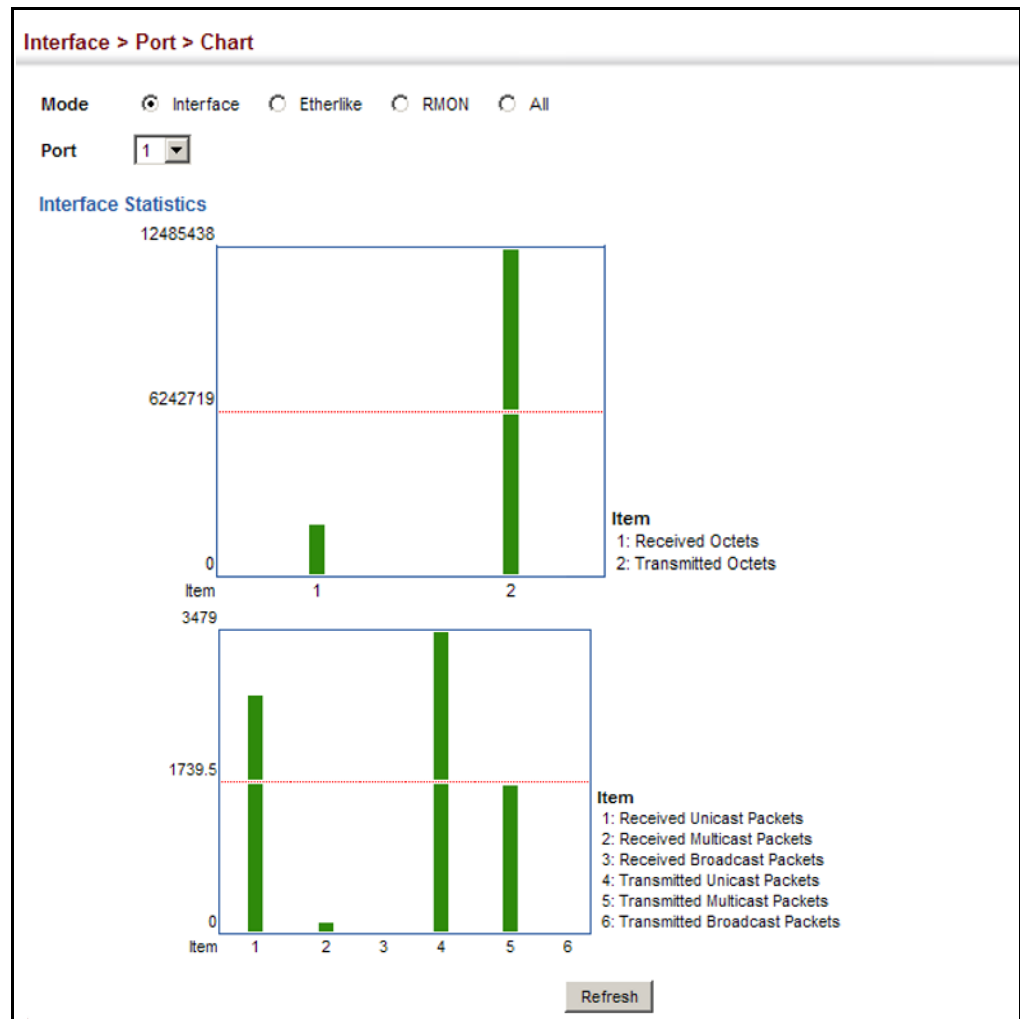 Interface > Port > Chart
Mode Interface Etherlike RMON All
Port 1
Interface Statistics
12485438
6242719
0
Item 1 2
Item
1: Received Octets
2: Transmitted Octets
3479
1739.5
0
Item 1 2 3 4 5 6
Item
1: Received Unicast Packets
2: Received Multicast Packets
3: Received Broadcast Packets
4: Transmitted Unicast Packets
5: Transmitted Multicast Packets
6: Transmitted Broadcast Packets
Refresh